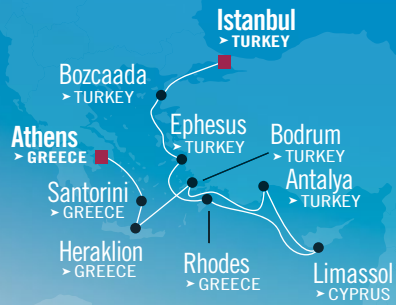 Istanbul
➤ TURKEY
Bozcaada
➤ TURKEY
Ephesus
➤ TURKEY
Bodrum
➤ TURKEY
Athens
➤ GREECE
Antalya
➤ TURKEY
Santorini
➤ GREECE
Heraklion
➤ GREECE
Rhodes
➤ GREECE
Limassol
➤ CYPRUS